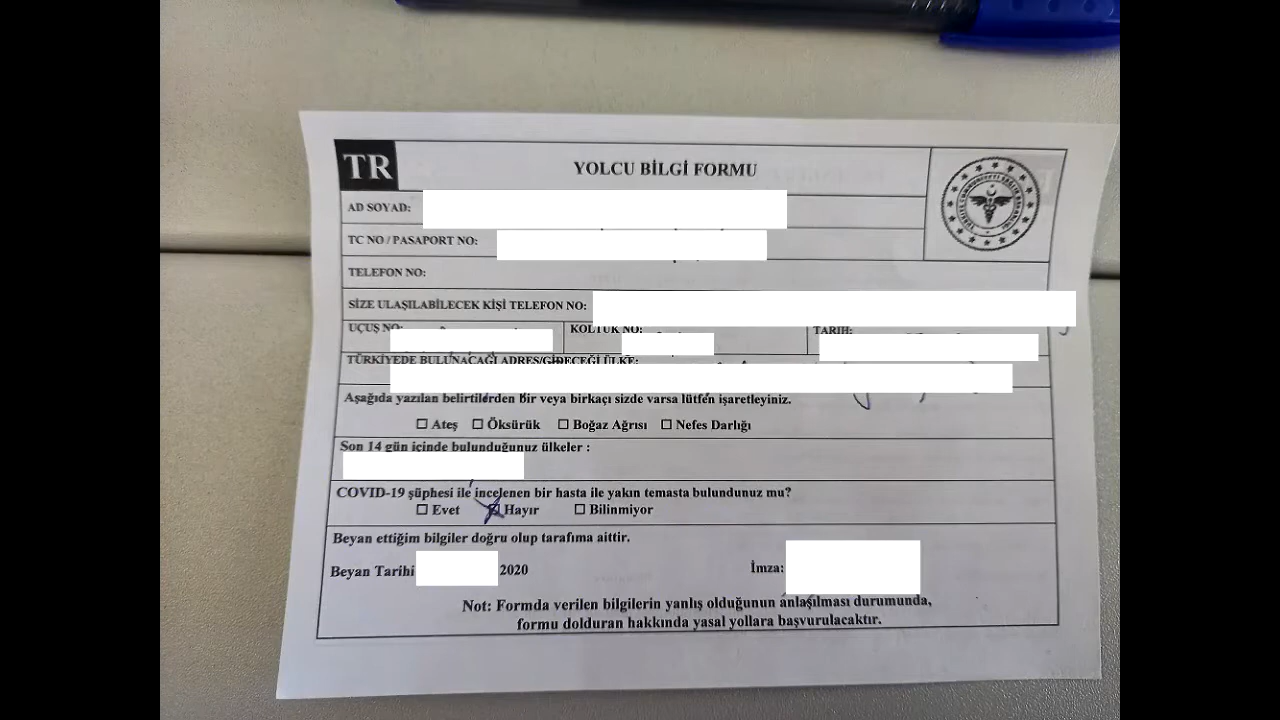 TR
YOLCU BİLGİ FORMU
AD SOYAD:
TC NO / PASAPORT NO:
TELEFON NO:
SİZE ULAŞILABİLECEK KİŞİ TELEFON NO:
UÇUŞ NO: KOLTUK NO: TARİH:
TÜRKİYEDE BULUNACAĞI ADRES/GİDECEĞİ ÜLKE:
Aşağıda yazılan belirtilerden bir veya birkaçı sizde varsa lütfen işaretleyiniz.
☐ Ateş ☐ Öksürük ☐ Boğaz Ağrısı ☐ Nefes Darlığı
Son 14 gün içinde bulunduğunuz ülkeler :
COVID-19 şüphesi ile incelenen bir hasta ile yakın temasta bulundunuz mu?
☐ Evet ☒ Hayır ☐ Bilinmiyor
Beyan ettiğim bilgiler doğru olup tarafıma aittir.
Beyan Tarihi 2020 İmza:
Not: Formda verilen bilgilerin yanlış olduğunun anlaşılması durumunda,
formu dolduran hakkında yasal yollara başvurulacaktır.